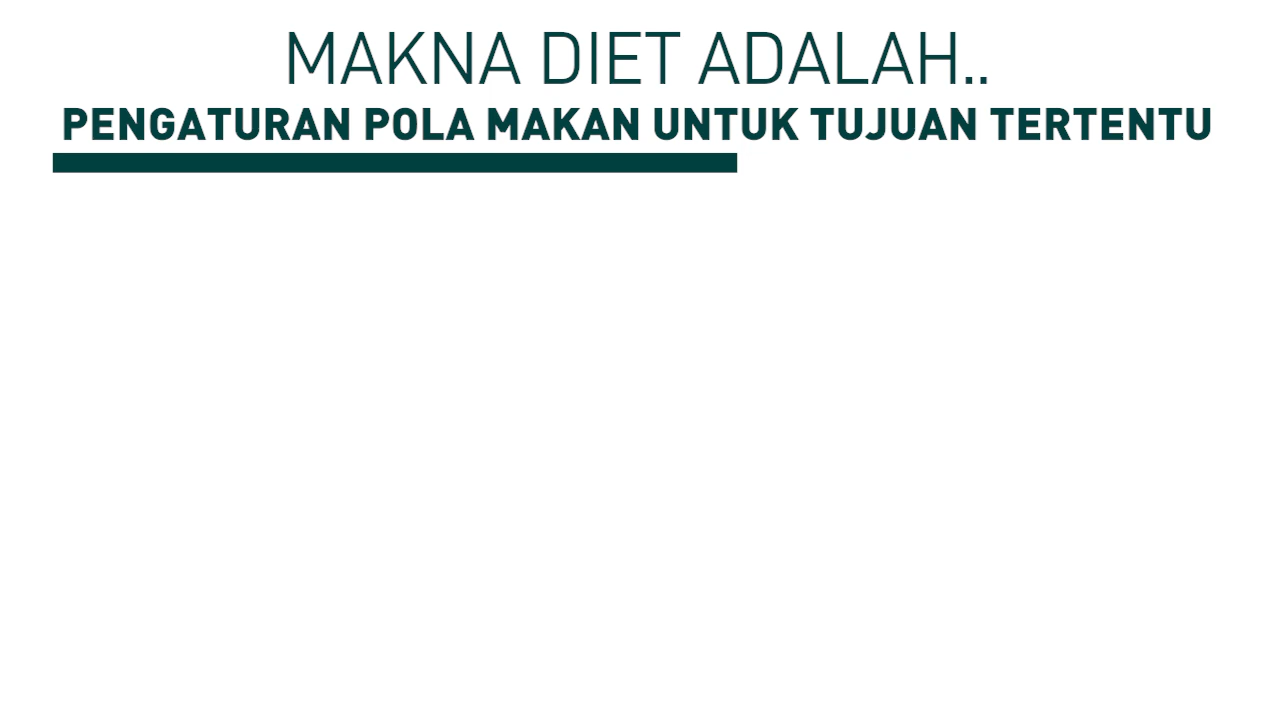 MAKNA DIET ADALAH..
PENGATURAN POLA MAKAN UNTUK TUJUAN TERTENTU